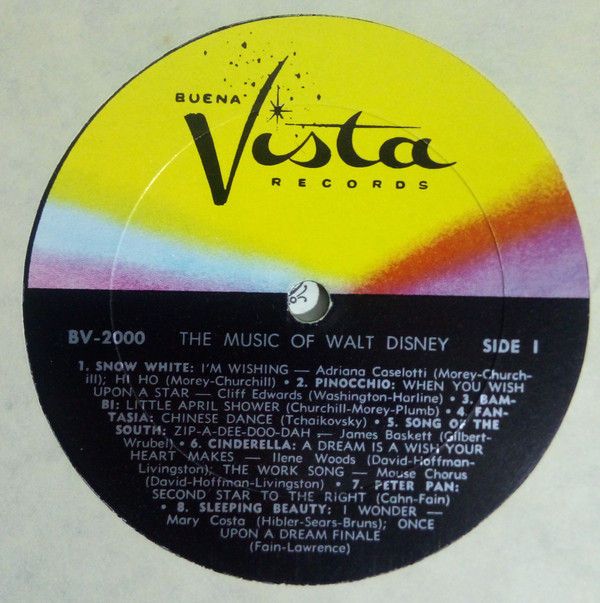 BUENA
Vista
RECORDS
BV-2000 THE MUSIC OF WALT DISNEY SIDE 1
1. SNOW WHITE: I'M WISHING — Adriana Caselotti (Morey-Church-
ill); HI HO (Morey-Churchill) • 2. PINOCCHIO: WHEN YOU WISH
UPON A STAR — Cliff Edwards (Washington-Harline) • 3. BAM-
BI: LITTLE APRIL SHOWER (Churchill-Morey-Plumb) • 4. FAN-
TASIA: CHINESE DANCE (Tchaikovsky) • 5. SONG OF THE
SOUTH: ZIP-A-DEE-DOO-DAH — James Baskett (Gilbert-
Wrubel) • 6. CINDERELLA: A DREAM IS A WISH YOUR
HEART MAKES — Ilene Woods (David-Hoffman-
Livingston); THE WORK SONG — Mouse Chorus
(David-Hoffman-Livingston) • 7. PETER PAN:
SECOND STAR TO THE RIGHT (Cahn-Fain)
• 8. SLEEPING BEAUTY: I WONDER —
Mary Costa (Hibler-Sears-Bruns); ONCE
UPON A DREAM FINALE
(Fain-Lawrence)